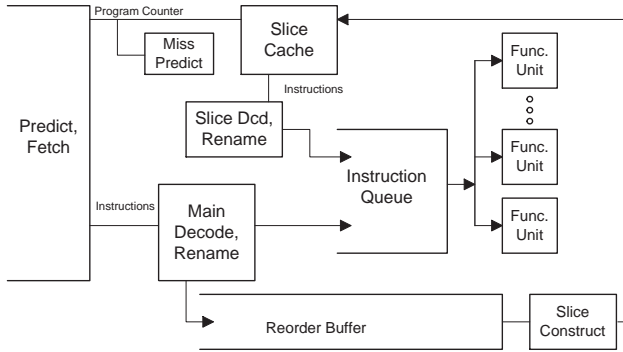 Program Counter
Slice
Cache
Miss
Predict
Func.
Unit
Instructions
Predict,
Fetch
Slice Dcd,
Rename
Func.
Unit
Instruction
Queue
Instructions
Main
Decode,
Rename
Func.
Unit
Reorder Buffer
Slice
Construct